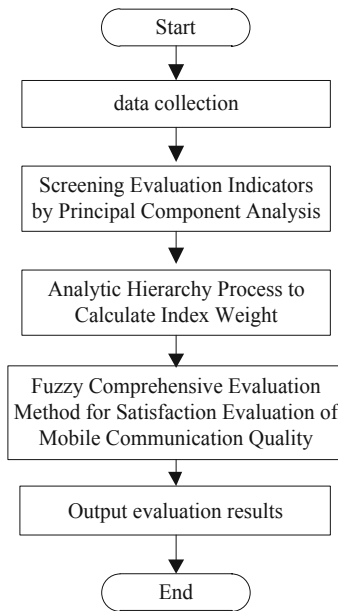 Start
data collection
Screening Evaluation Indicators
by Principal Component Analysis
Analytic Hierarchy Process to
Calculate Index Weight
Fuzzy Comprehensive Evaluation
Method for Satisfaction Evaluation of
Mobile Communication Quality
Output evaluation results
End